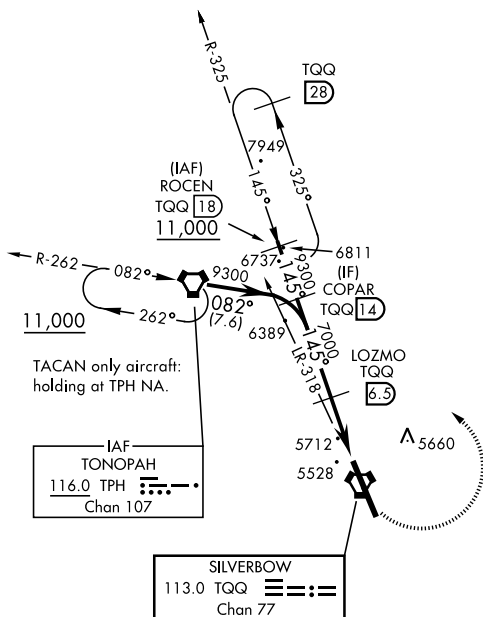 R-325
TQQ
28
7949
(IAF)
ROCEN
TQQ 18
11,000
145°
325°
6737
6811
R-262
082°
9300
262°
11,000
082°
(7.6)
145°
9300
(IF)
COPAR
TQQ 14
6389
7000
145°
LR-318
LOZMO
TQQ
6.5
TACAN only aircraft:
holding at TPH NA.
5712
5528
5660
IAF
TONOPAH
116.0 TPH
Chan 107
SILVERBOW
113.0 TQQ
Chan 77